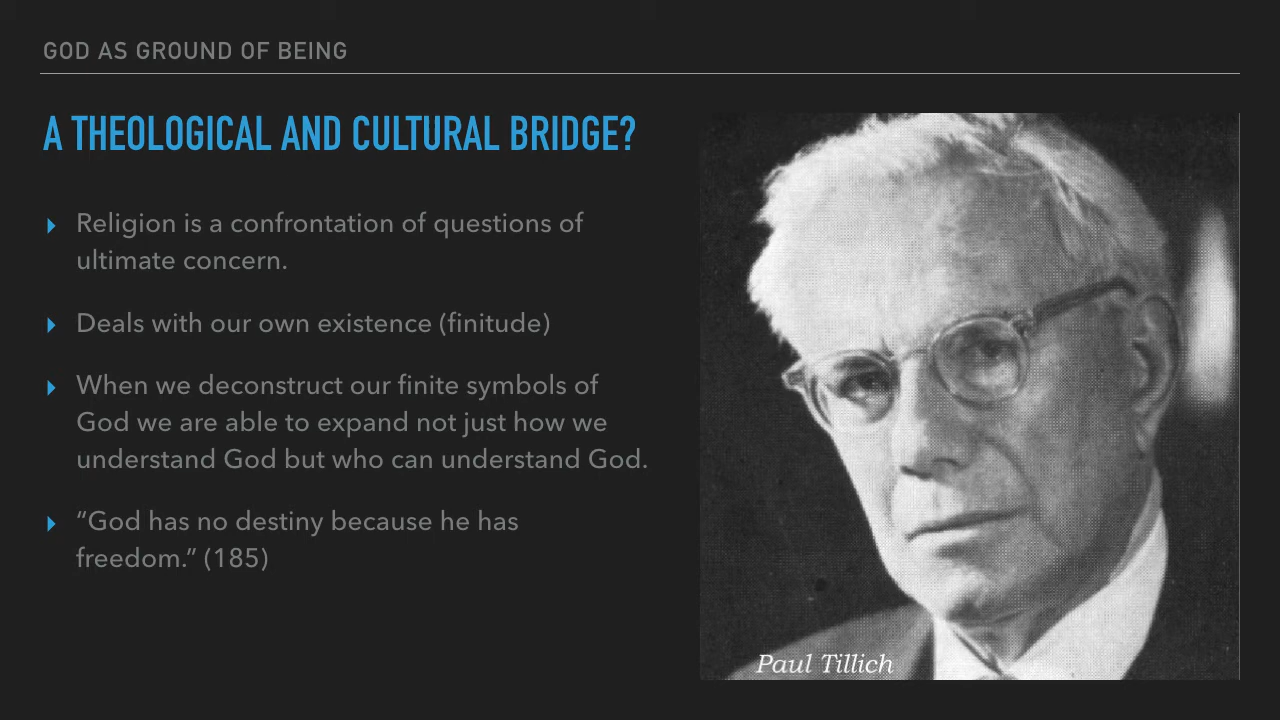 GOD AS GROUND OF BEING
A THEOLOGICAL AND CULTURAL BRIDGE?
Religion is a confrontation of questions of
ultimate concern.
Deals with our own existence (finitude)
When we deconstruct our finite symbols of
God we are able to expand not just how we
understand God but who can understand God.
“God has no destiny because he has
freedom.” (185)
Paul Tillich